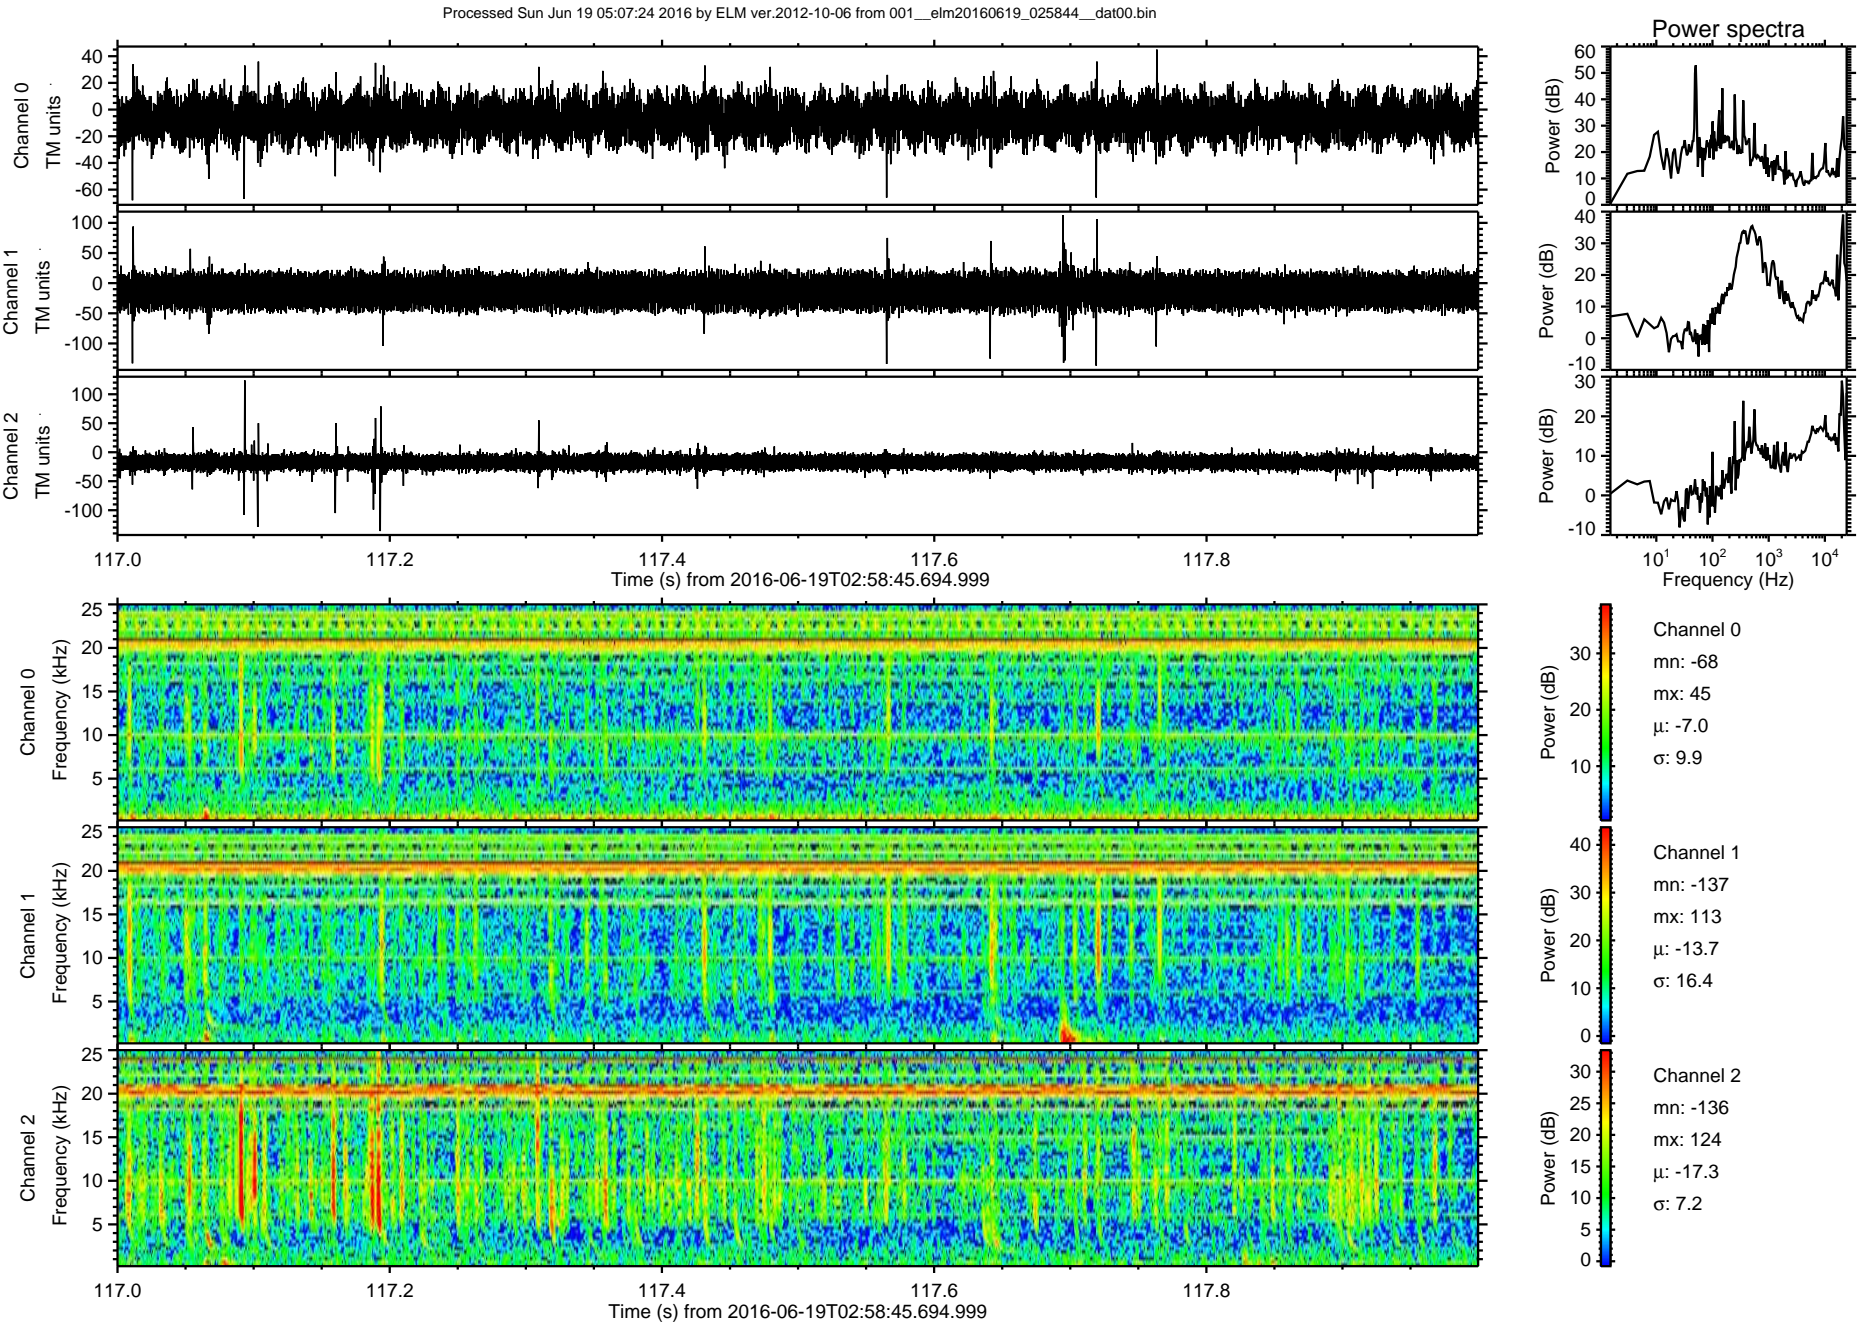 Processed Sun Jun 19 05:07:24 2016 by ELM ver.2012-10-06 from 001__elm20160619_025844__dat00.bin
Power spectra
Channel 0
TM units
40
20
0
-20
-40
-60
Power (dB)
60
50
40
30
20
10
0
Channel 1
TM units
100
50
0
-50
-100
Power (dB)
40
30
20
10
0
-10
Channel 2
TM units
100
50
0
-50
-100
Power (dB)
30
20
10
0
-10
117.0 117.2 117.4 117.6 117.8
Time (s) from 2016-06-19T02:58:45.694.999
10^1 10^2 10^3 10^4
Frequency (Hz)
Channel 0
Frequency (kHz)
25
20
15
10
5
Power (dB)
30
20
10
Channel 0
mn: -68
mx: 45
µ: -7.0
σ: 9.9
Channel 1
Frequency (kHz)
25
20
15
10
5
Power (dB)
40
30
20
10
0
Channel 1
mn: -137
mx: 113
µ: -13.7
σ: 16.4
Channel 2
Frequency (kHz)
25
20
15
10
5
Power (dB)
30
25
20
15
10
5
0
Channel 2
mn: -136
mx: 124
µ: -17.3
σ: 7.2
117.0 117.2 117.4 117.6 117.8
Time (s) from 2016-06-19T02:58:45.694.999